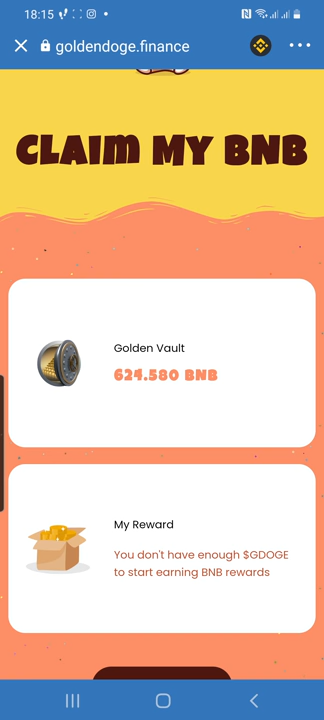 18:15
goldendoge.finance
CLAIM MY BNB
Golden Vault
624.580 BNB
My Reward
You don't have enough $GDOGE
to start earning BNB rewards